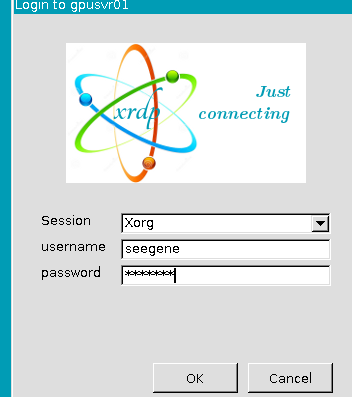 Login to gpusvr01
Just
xrdp connecting
Session Xorg
username seegene
password *******
OK Cancel